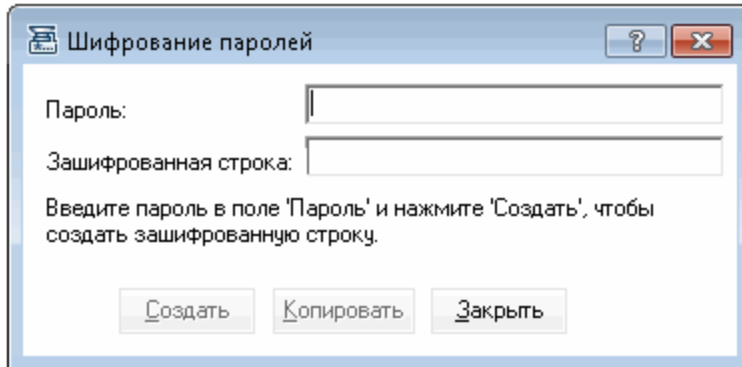 Шифрование паролей
Пароль:
Зашифрованная строка:
Введите пароль в поле 'Пароль' и нажмите 'Создать', чтобы
создать зашифрованную строку.
Создать Копировать Закрыть